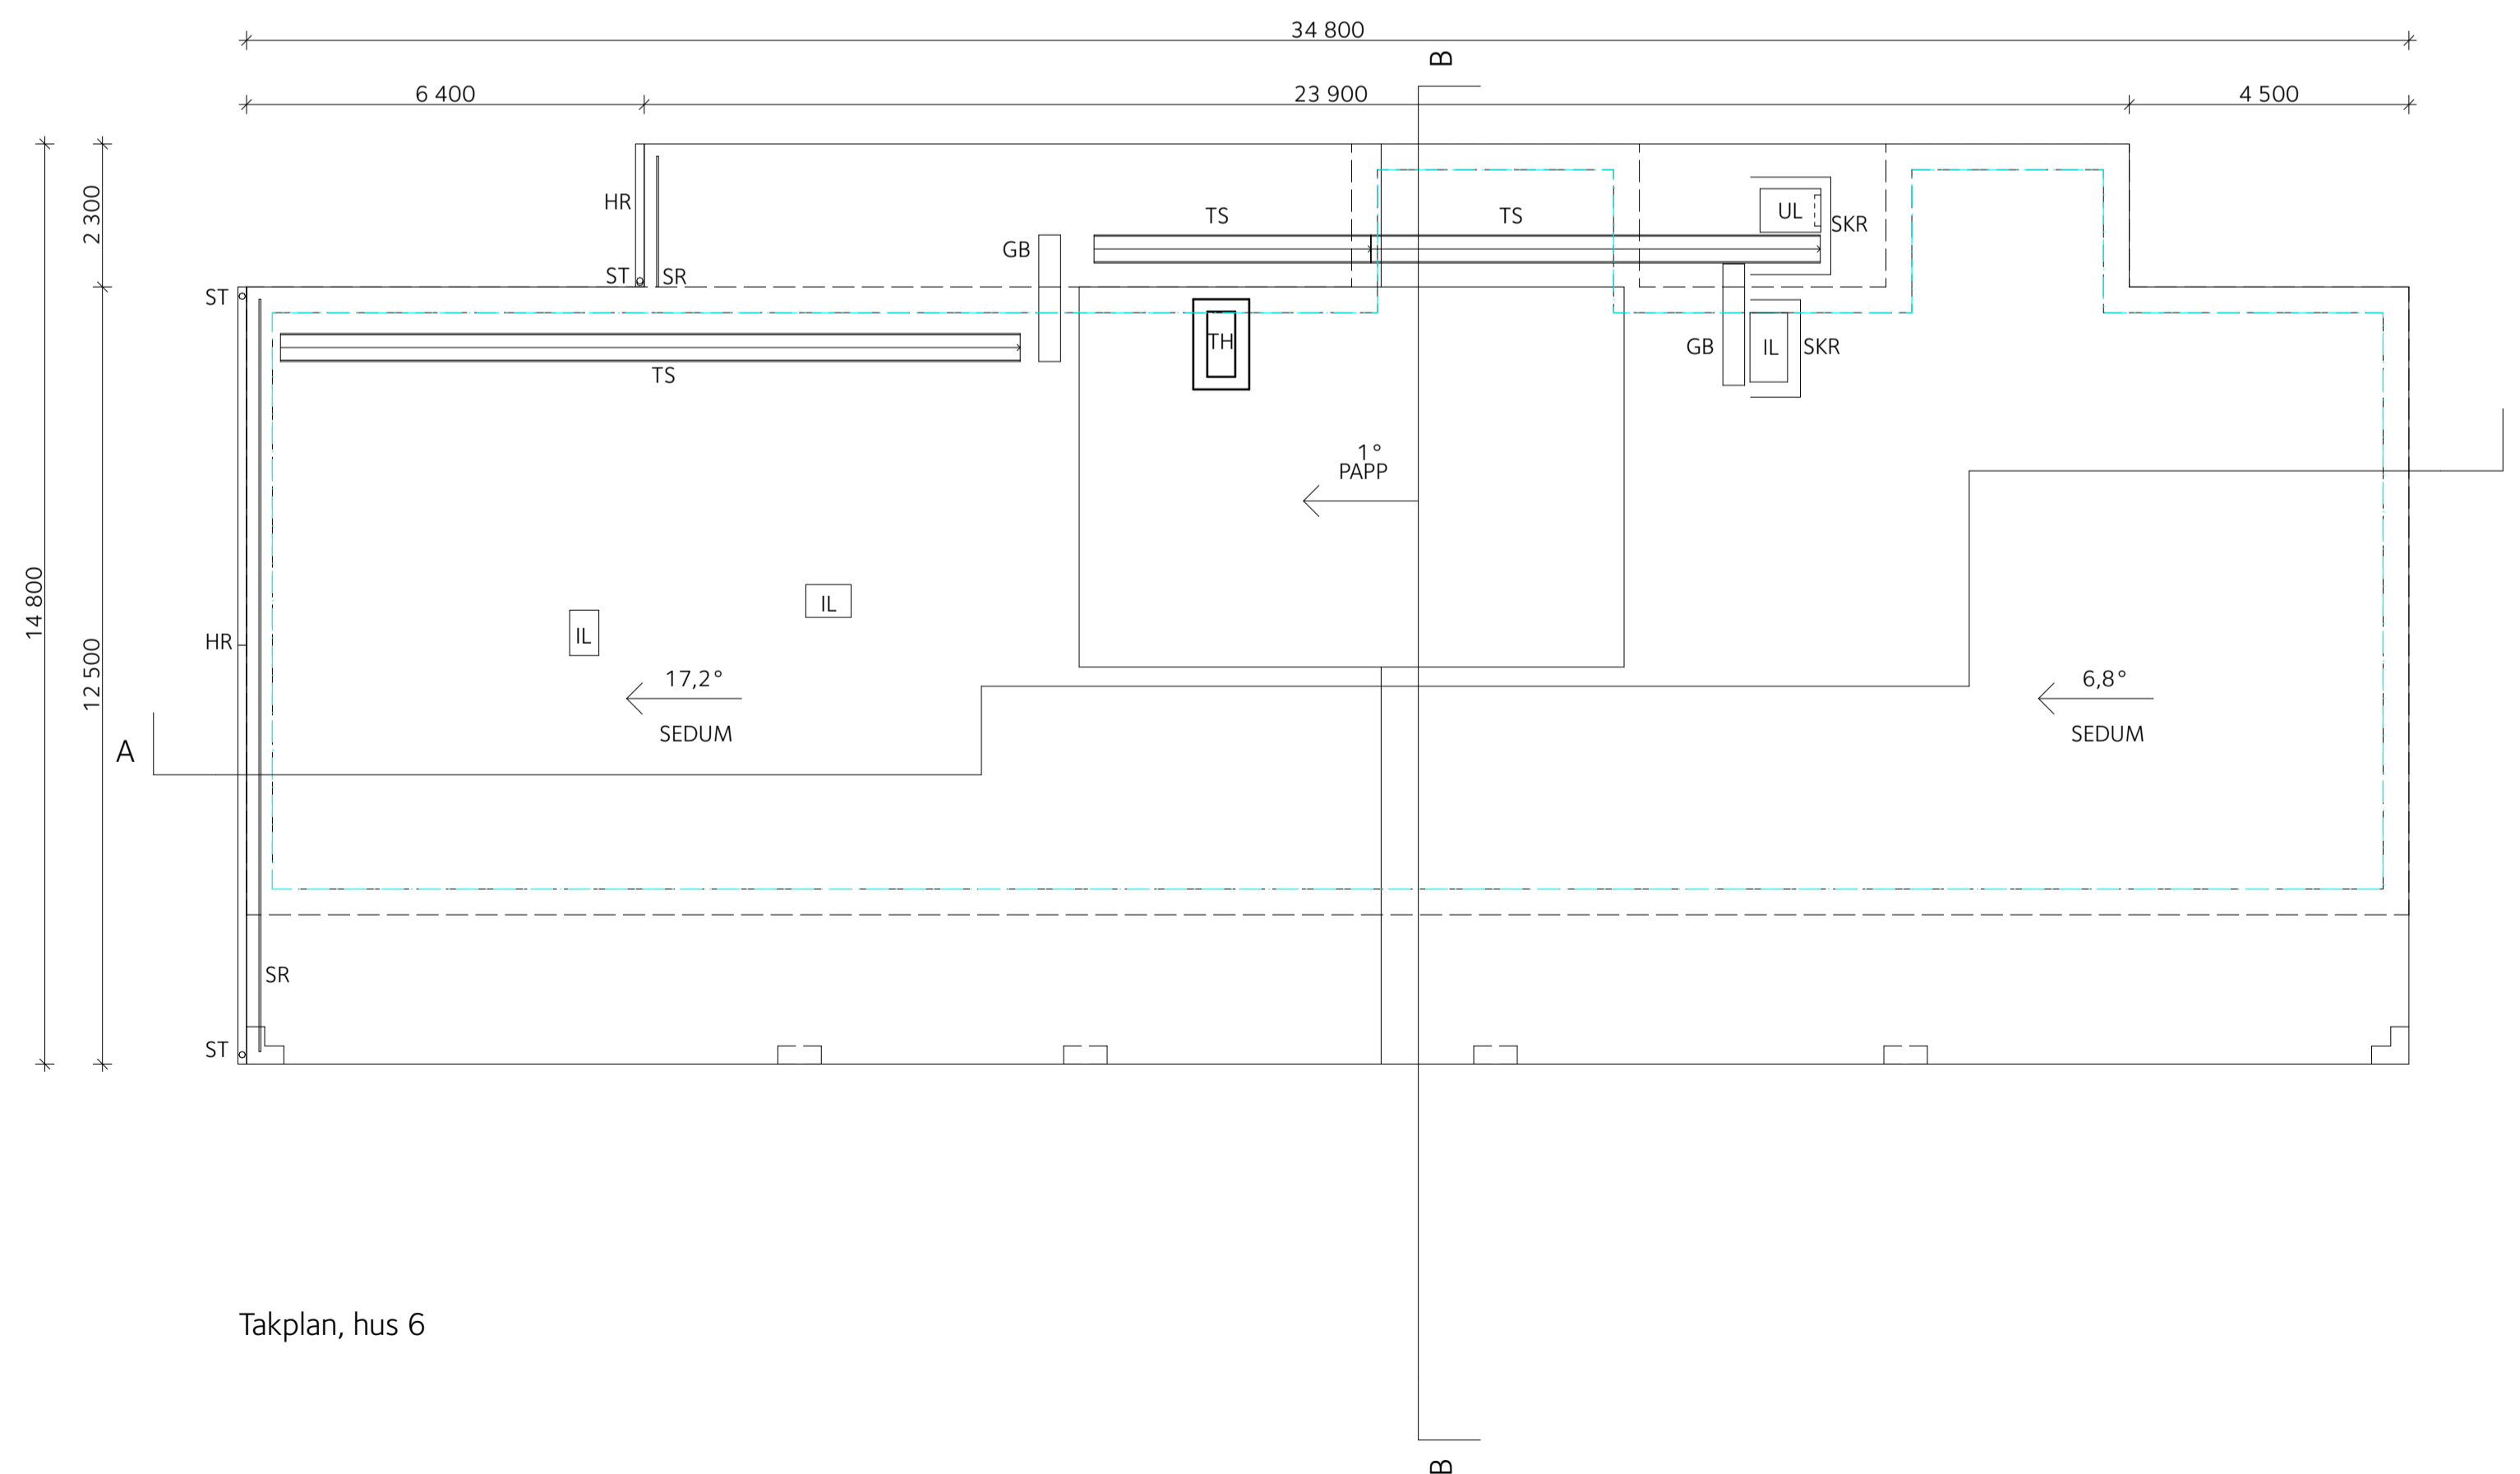 34 800
B
6 400
23 900
4 500
2 300
HR
TS
TS
UL
SKR
GB
ST
SR
ST
TH
GB
IL
SKR
TS
1°
PAPP
14 800
IL
IL
HR
12 500
17,2°
6,8°
SEDUM
SEDUM
A
SR
ST
Takplan, hus 6
B